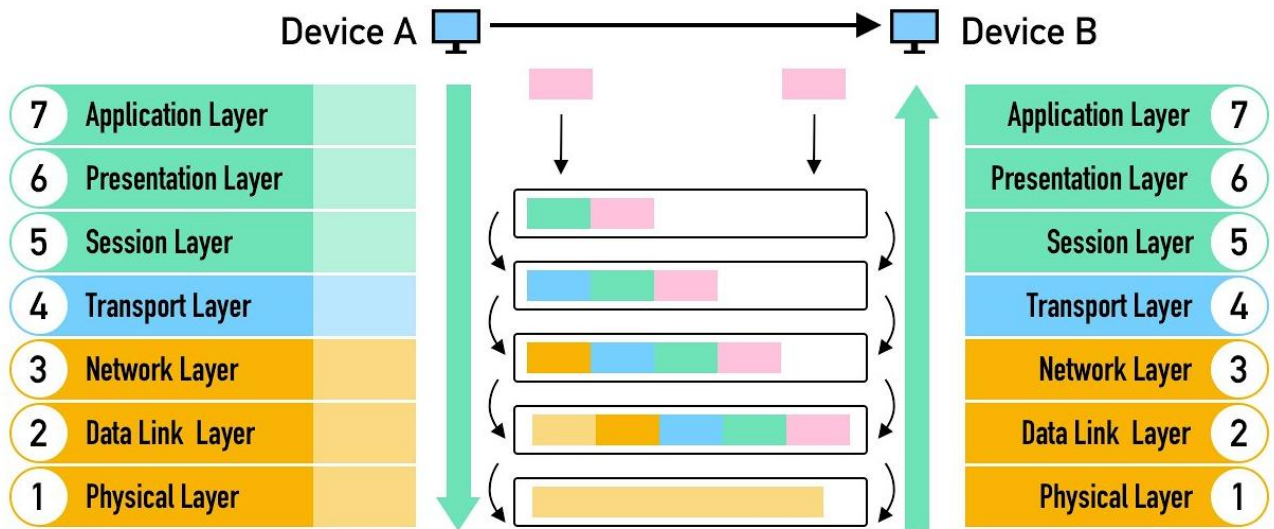 Device A
Device B
7 Application Layer
6 Presentation Layer
5 Session Layer
4 Transport Layer
3 Network Layer
2 Data Link Layer
1 Physical Layer
Application Layer 7
Presentation Layer 6
Session Layer 5
Transport Layer 4
Network Layer 3
Data Link Layer 2
Physical Layer 1